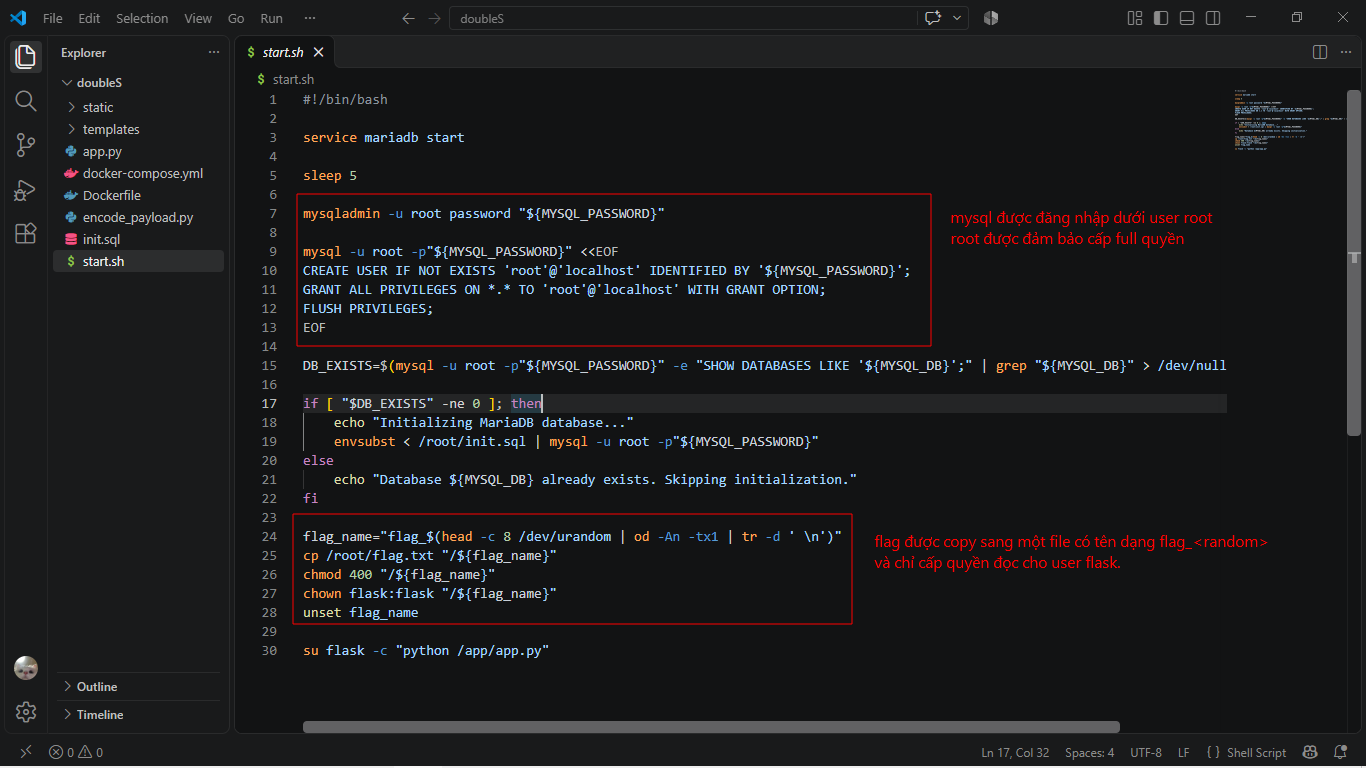 File Edit Selection View Go Run ··· doubleS
Explorer ···
doubleS
static
templates
app.py
docker-compose.yml
Dockerfile
encode_payload.py
init.sql
$ start.sh
Outline
Timeline
$ start.sh
$ start.sh
1 #!/bin/bash
2
3 service mariadb start
4
5 sleep 5
6
7 mysqladmin -u root password "${MYSQL_PASSWORD}"
8
9 mysql -u root -p"${MYSQL_PASSWORD}" <<EOF
10 CREATE USER IF NOT EXISTS 'root'@'localhost' IDENTIFIED BY '${MYSQL_PASSWORD}';
11 GRANT ALL PRIVILEGES ON *.* TO 'root'@'localhost' WITH GRANT OPTION;
12 FLUSH PRIVILEGES;
13 EOF
14
15 DB_EXISTS=$(mysql -u root -p"${MYSQL_PASSWORD}" -e "SHOW DATABASES LIKE '${MYSQL_DB}';" | grep "${MYSQL_DB}" > /dev/null
16
17 if [ "$DB_EXISTS" -ne 0 ]; then
18 echo "Initializing MariaDB database..."
19 envsubst < /root/init.sql | mysql -u root -p"${MYSQL_PASSWORD}"
20 else
21 echo "Database ${MYSQL_DB} already exists. Skipping initialization."
22 fi
23
24 flag_name="flag_$(head -c 8 /dev/urandom | od -An -tx1 | tr -d ' \n')"
25 cp /root/flag.txt "/${flag_name}"
26 chmod 400 "/${flag_name}"
27 chown flask:flask "/${flag_name}"
28 unset flag_name
29
30 su flask -c "python /app/app.py"
mysql được đăng nhập dưới user root
root được đảm bảo cấp full quyền
flag được copy sang một file có tên dạng flag_<random>
và chỉ cấp quyền đọc cho user flask.
0 0 Ln 17, Col 32 Spaces: 4 UTF-8 LF {} Shell Script